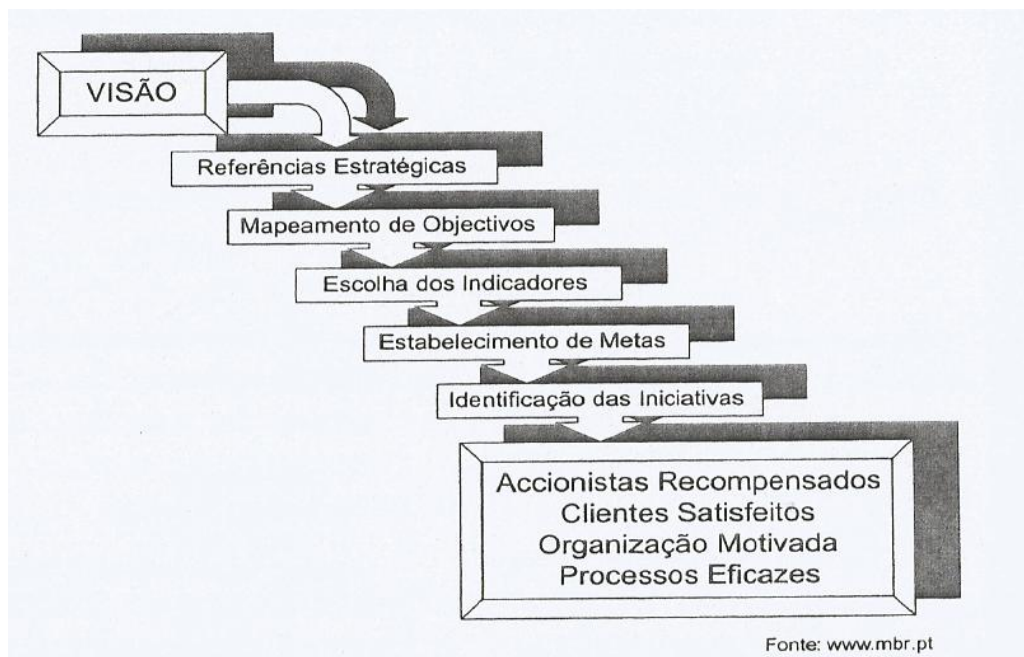 VISÃO
Referências Estratégicas
Mapeamento de Objectivos
Escolha dos Indicadores
Estabelecimento de Metas
Identificação das Iniciativas
Accionistas Recompensados
Clientes Satisfeitos
Organização Motivada
Processos Eficazes
Fonte: www.mbr.pt